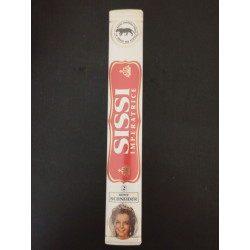 SISSI
IMPERATRICE
2
ROMY
SCHNEIDER